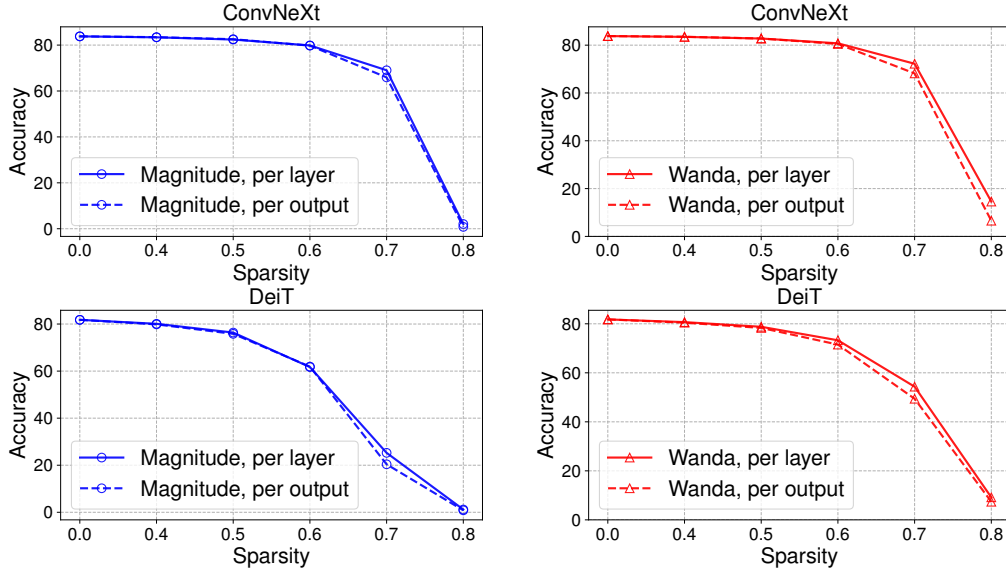 ConvNeXt
Accuracy
80
60
40
20
0
Magnitude, per layer
Magnitude, per output
0.0 0.4 0.5 0.6 0.7 0.8
Sparsity
ConvNeXt
Accuracy
80
60
40
20
0
Wanda, per layer
Wanda, per output
0.0 0.4 0.5 0.6 0.7 0.8
Sparsity
DeiT
Accuracy
80
60
40
20
0
Magnitude, per layer
Magnitude, per output
0.0 0.4 0.5 0.6 0.7 0.8
Sparsity
DeiT
Accuracy
80
60
40
20
0
Wanda, per layer
Wanda, per output
0.0 0.4 0.5 0.6 0.7 0.8
Sparsity